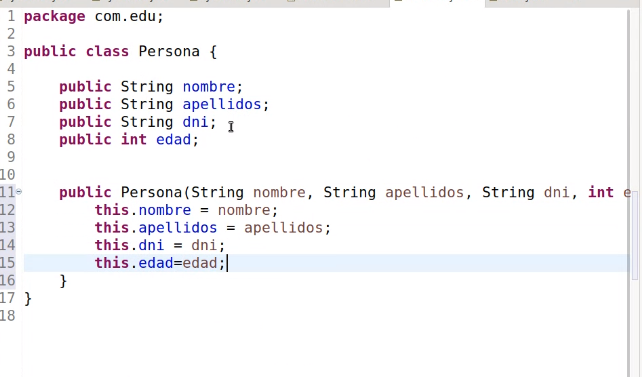 1 package com.edu;
2
3 public class Persona {
4
5 public String nombre;
6 public String apellidos;
7 public String dni;
8 public int edad;
9
10
11 public Persona(String nombre, String apellidos, String dni, int e
12 this.nombre = nombre;
13 this.apellidos = apellidos;
14 this.dni = dni;
15 this.edad=edad;
16 }
17 }
18